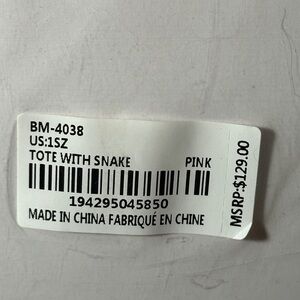 BM-4038
US:1SZ
TOTE WITH SNAKE PINK
194295045850
MADE IN CHINA FABRIQUÉ EN CHINE
MSRP:$129.00